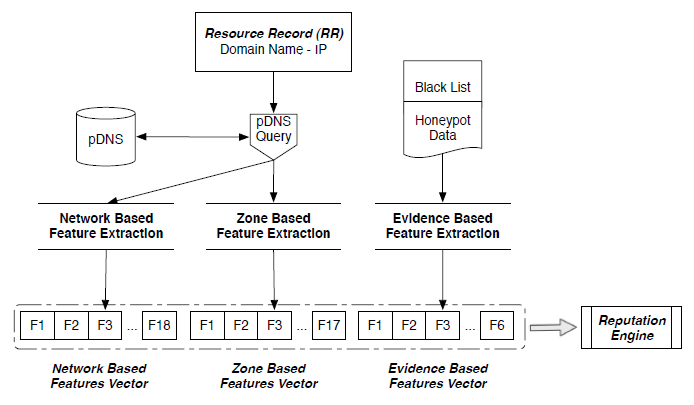 Resource Record (RR)
Domain Name - IP
Black List
Honeypot
Data
pDNS
pDNS
Query
Network Based
Feature Extraction
Zone Based
Feature Extraction
Evidence Based
Feature Extraction
F1 F2 F3 ... F18
F1 F2 F3 ... F17
F1 F2 F3 ... F6
Reputation
Engine
Network Based
Features Vector
Zone Based
Features Vector
Evidence Based
Features Vector